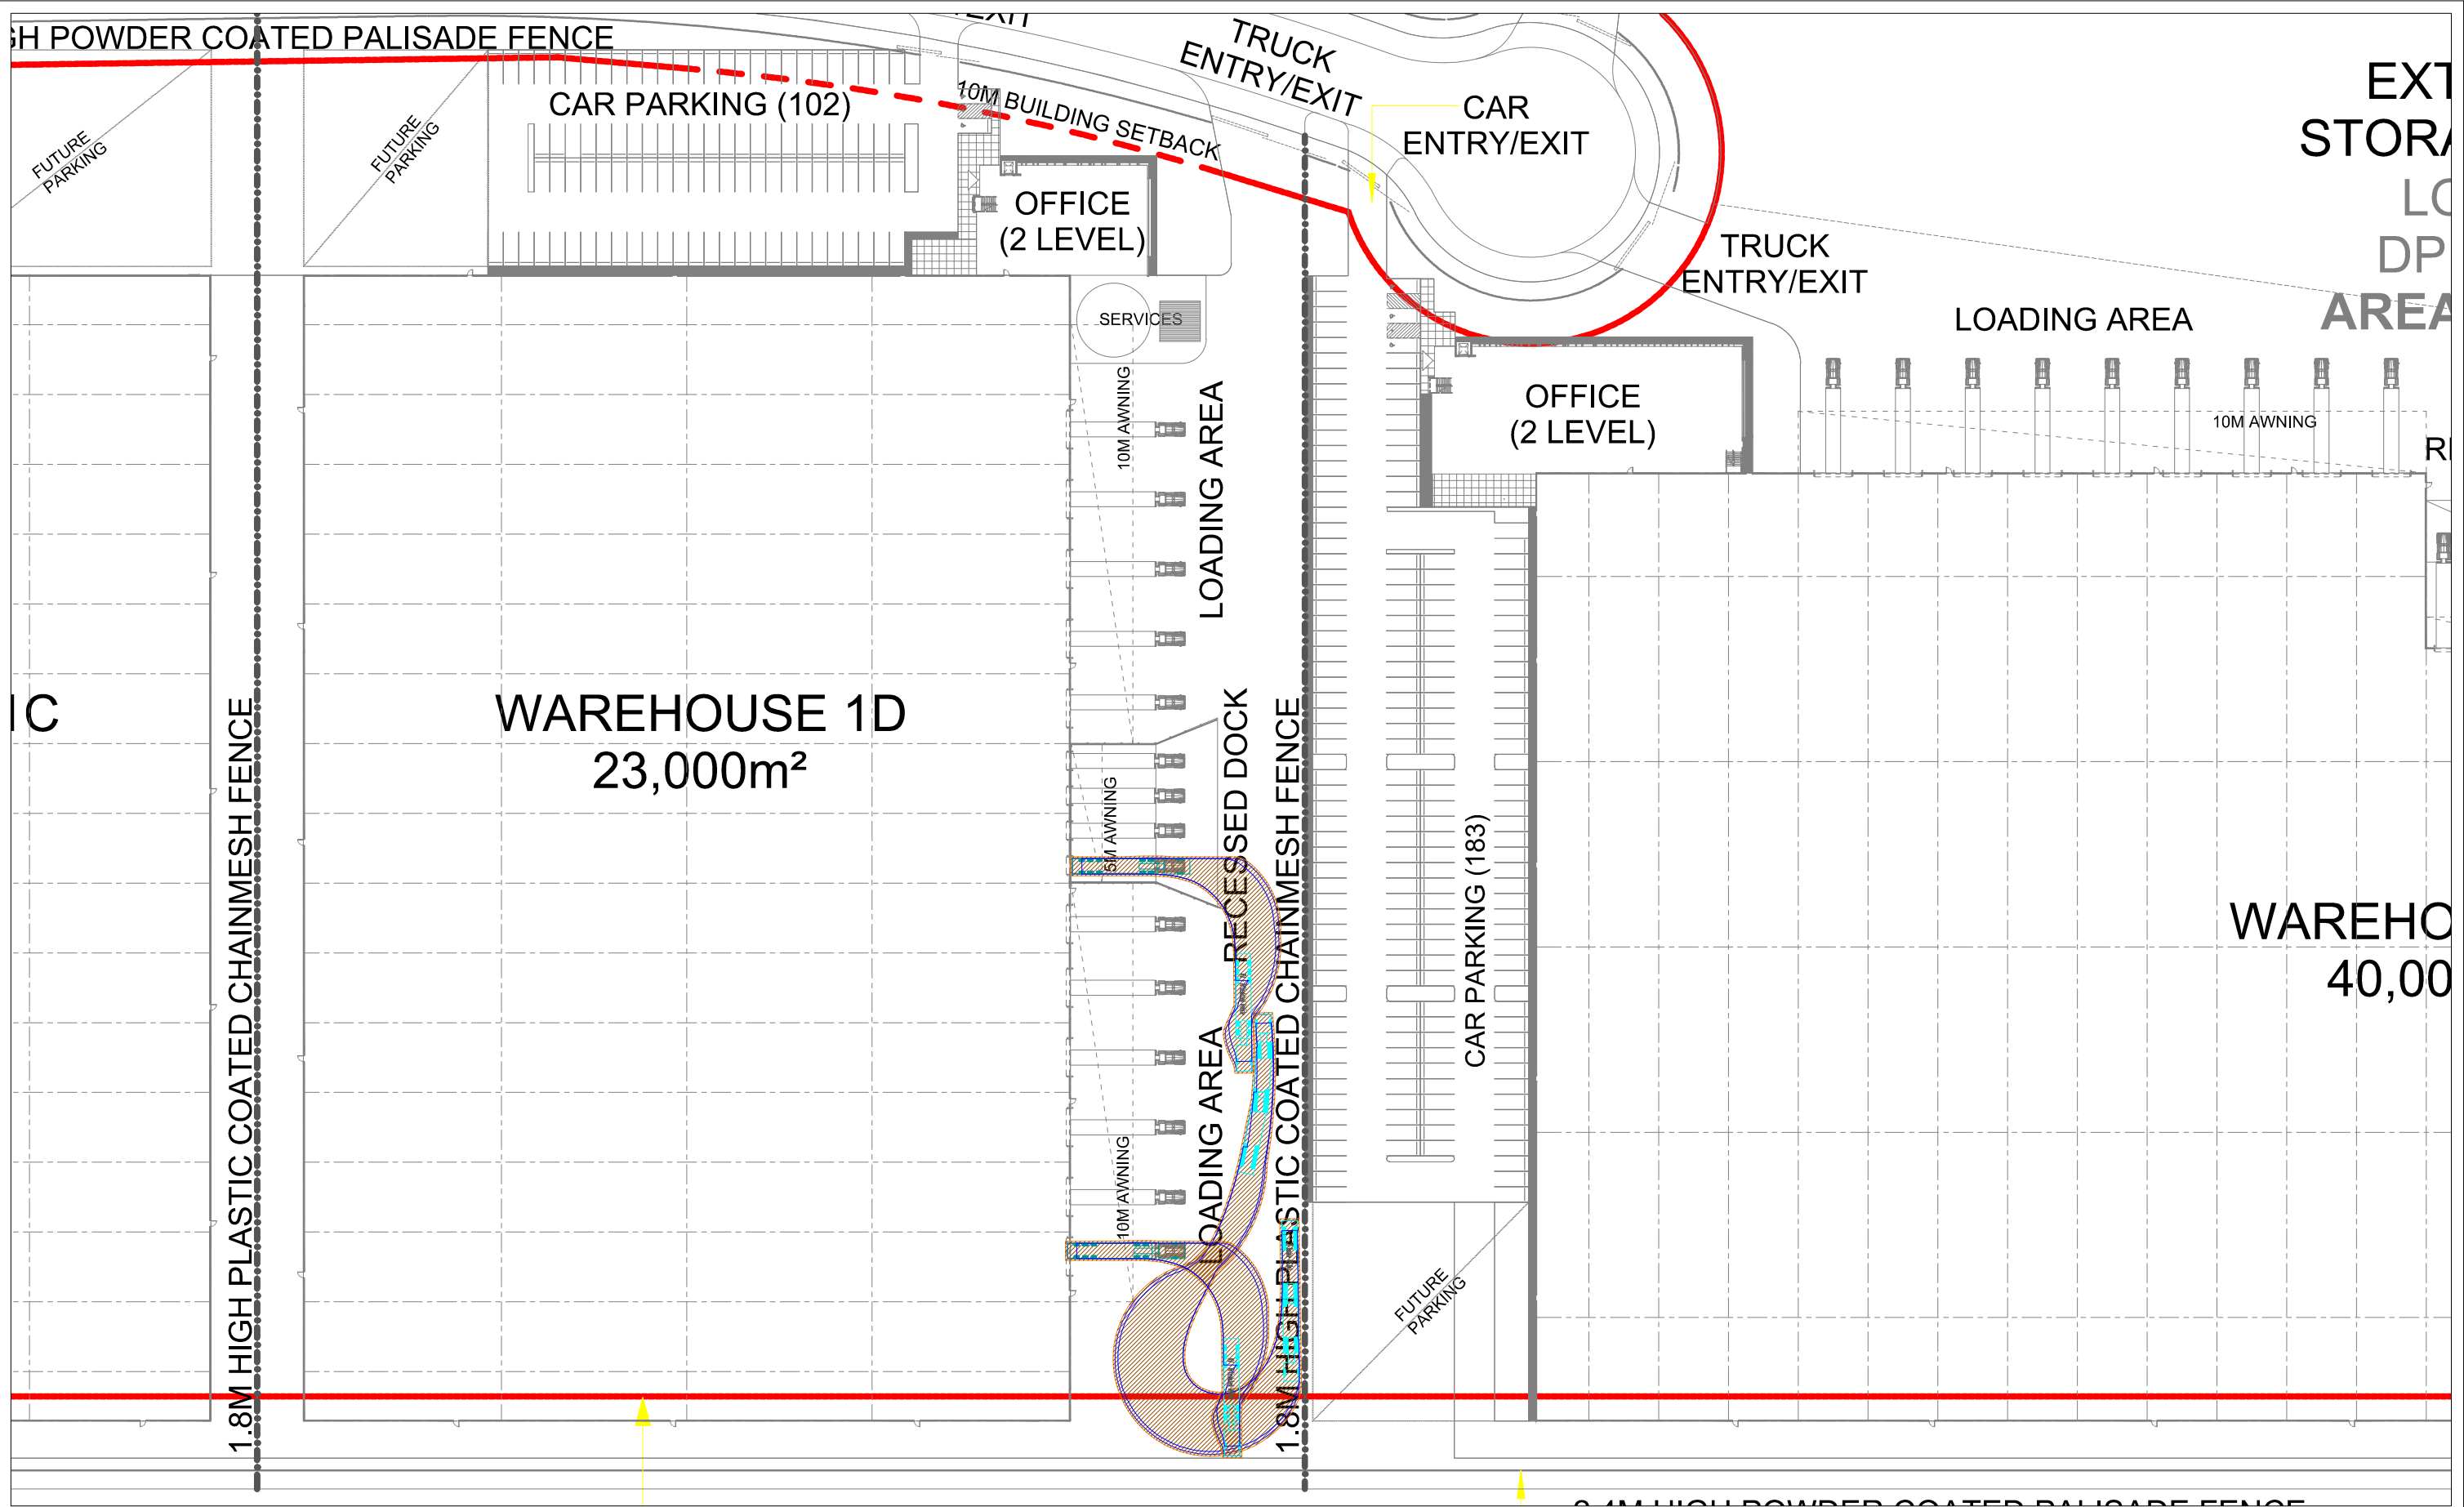 GH POWDER COATED PALISADE FENCE
FUTURE
PARKING
FUTURE
PARKING
CAR PARKING (102)
10M BUILDING SETBACK
TRUCK
ENTRY/EXIT
CAR
ENTRY/EXIT
OFFICE
(2 LEVEL)
TRUCK
ENTRY/EXIT
SERVICES
LOADING AREA
10M AWNING
OFFICE
(2 LEVEL)
10M AWNING
LOADING AREA
WAREHOUSE 1D
23,000m²
1.8M HIGH PLASTIC COATED CHAINMESH FENCE
5M AWNING
RECESSED DOCK
1.8M HIGH PLASTIC COATED CHAINMESH FENCE
CAR PARKING (183)
LOADING AREA
10M AWNING
FUTURE
PARKING
WAREHO
40,00
EXT
STORA
LO
DP
AREA